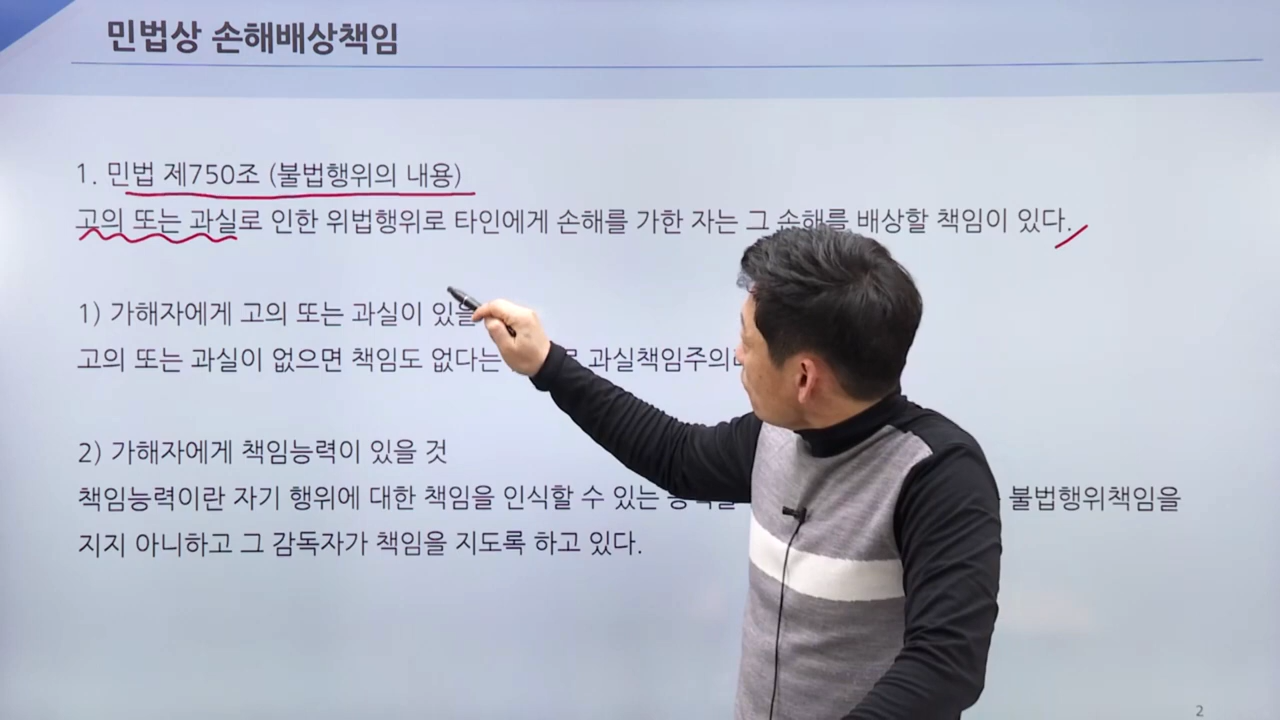 민법상 손해배상책임
1. 민법 제750조 (불법행위의 내용)
고의 또는 과실로 인한 위법행위로 타인에게 손해를 가한 자는 그 손해를 배상할 책임이 있다.
1) 가해자에게 고의 또는 과실이 있을
고의 또는 과실이 없으면 책임도 없다는 과실책임주의
2) 가해자에게 책임능력이 있을 것
책임능력이란 자기 행위에 대한 책임을 인식할 수 있는 불법행위책임을
지지 아니하고 그 감독자가 책임을 지도록 하고 있다.
2